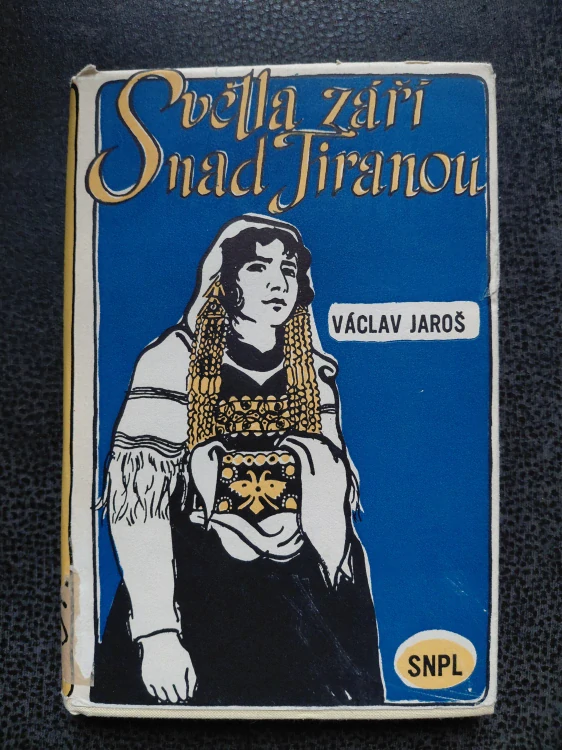 Světla září
nad Tiranou
VÁCLAV JAROŠ
SNPL